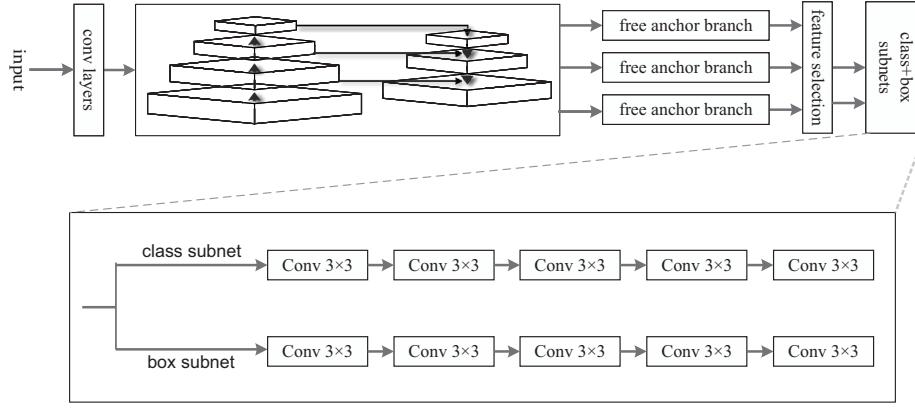 input
conv layers
free anchor branch
free anchor branch
free anchor branch
feature selection
class+box
subnets
class subnet
Conv 3×3
Conv 3×3
Conv 3×3
Conv 3×3
Conv 3×3
box subnet
Conv 3×3
Conv 3×3
Conv 3×3
Conv 3×3
Conv 3×3